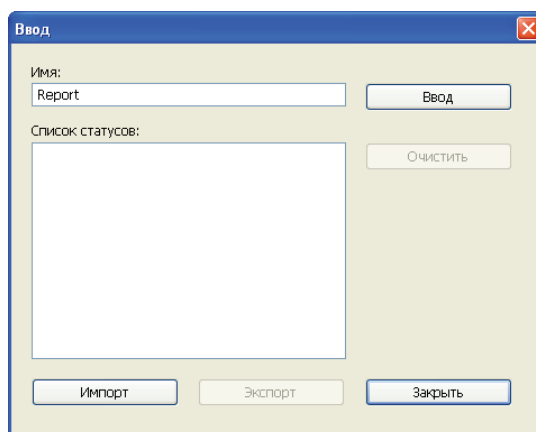 Ввод
Имя:
Report
Ввод
Список статусов:
Очистить
Импорт
Экспорт
Закрыть